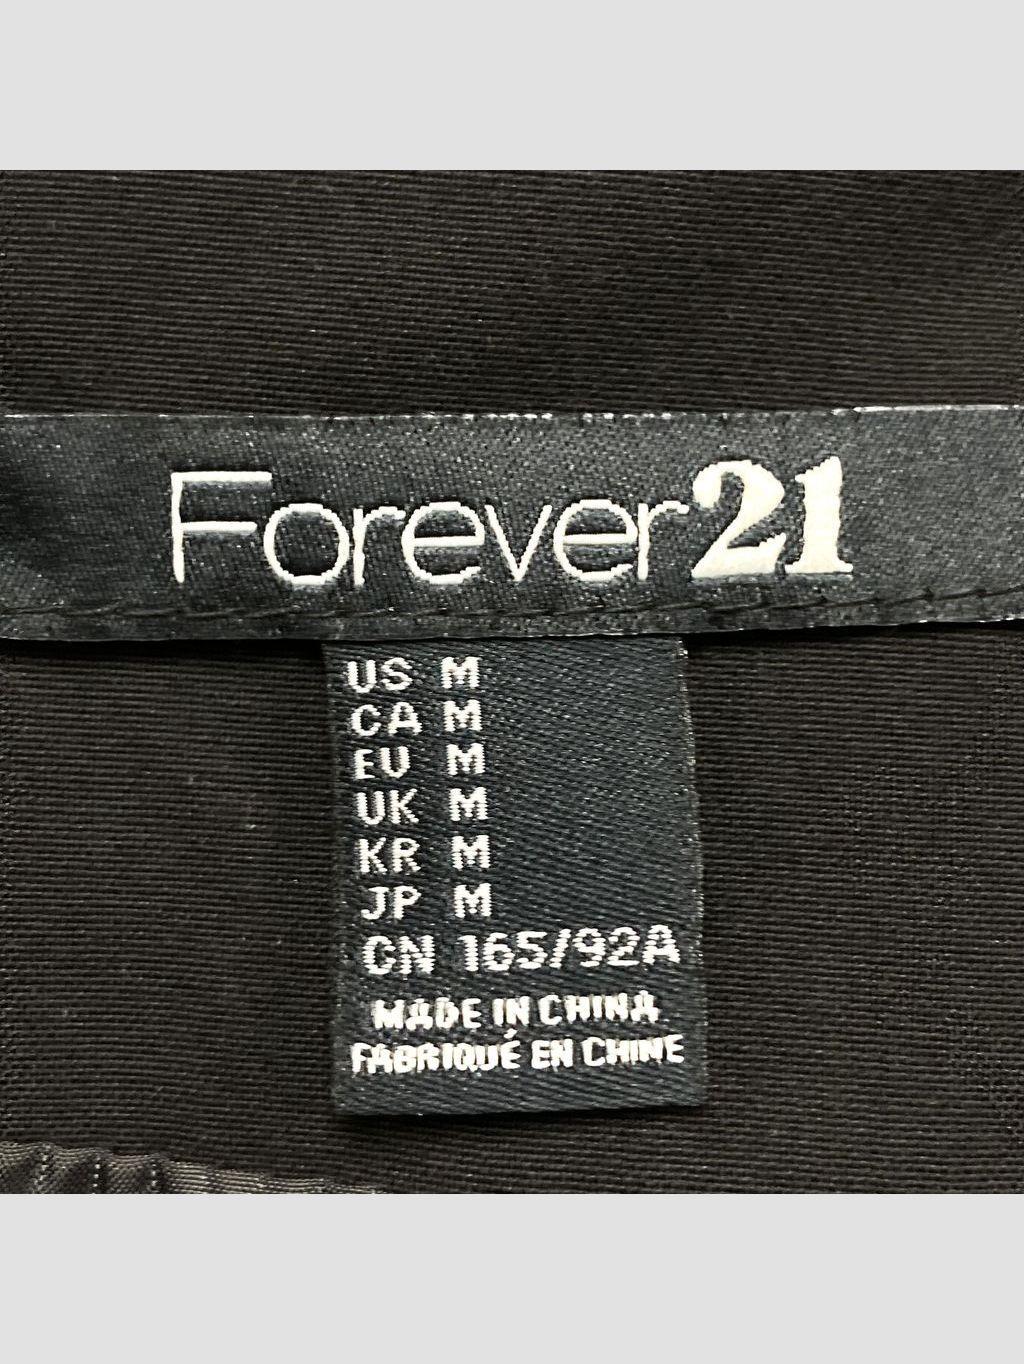 Forever21
US M
CA M
EU M
UK M
KR M
JP M
CN 165/92A
MADE IN CHINA
FABRIQUÉ EN CHINE